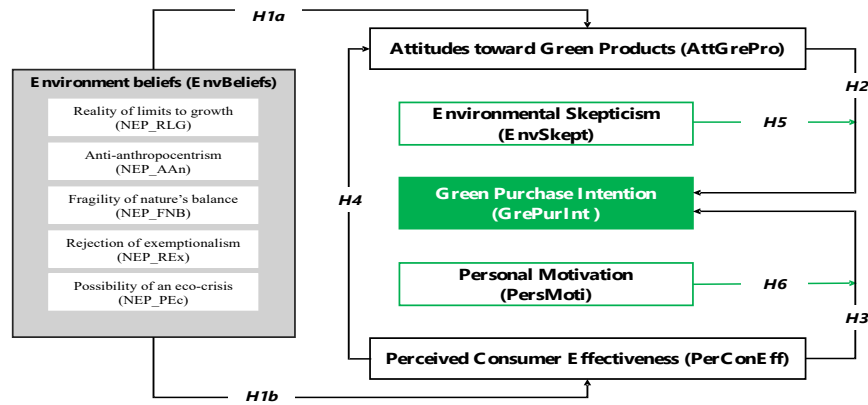 H1a
Attitudes toward Green Products (AttGrePro)
Environment beliefs (EnvBeliefs)
Reality of limits to growth
(NEP_RLG)
Anti-anthropocentrism
(NEP_AAn)
Fragility of nature's balance
(NEP_FNB)
Rejection of exemptionalism
(NEP_REx)
Possibility of an eco-crisis
(NEP_PEc)
H4
Environmental Skepticism
(EnvSkept)
H5
H2
Green Purchase Intention
(GrePurInt )
Personal Motivation
(PersMoti)
H6
H3
Perceived Consumer Effectiveness (PerConEff)
H1b